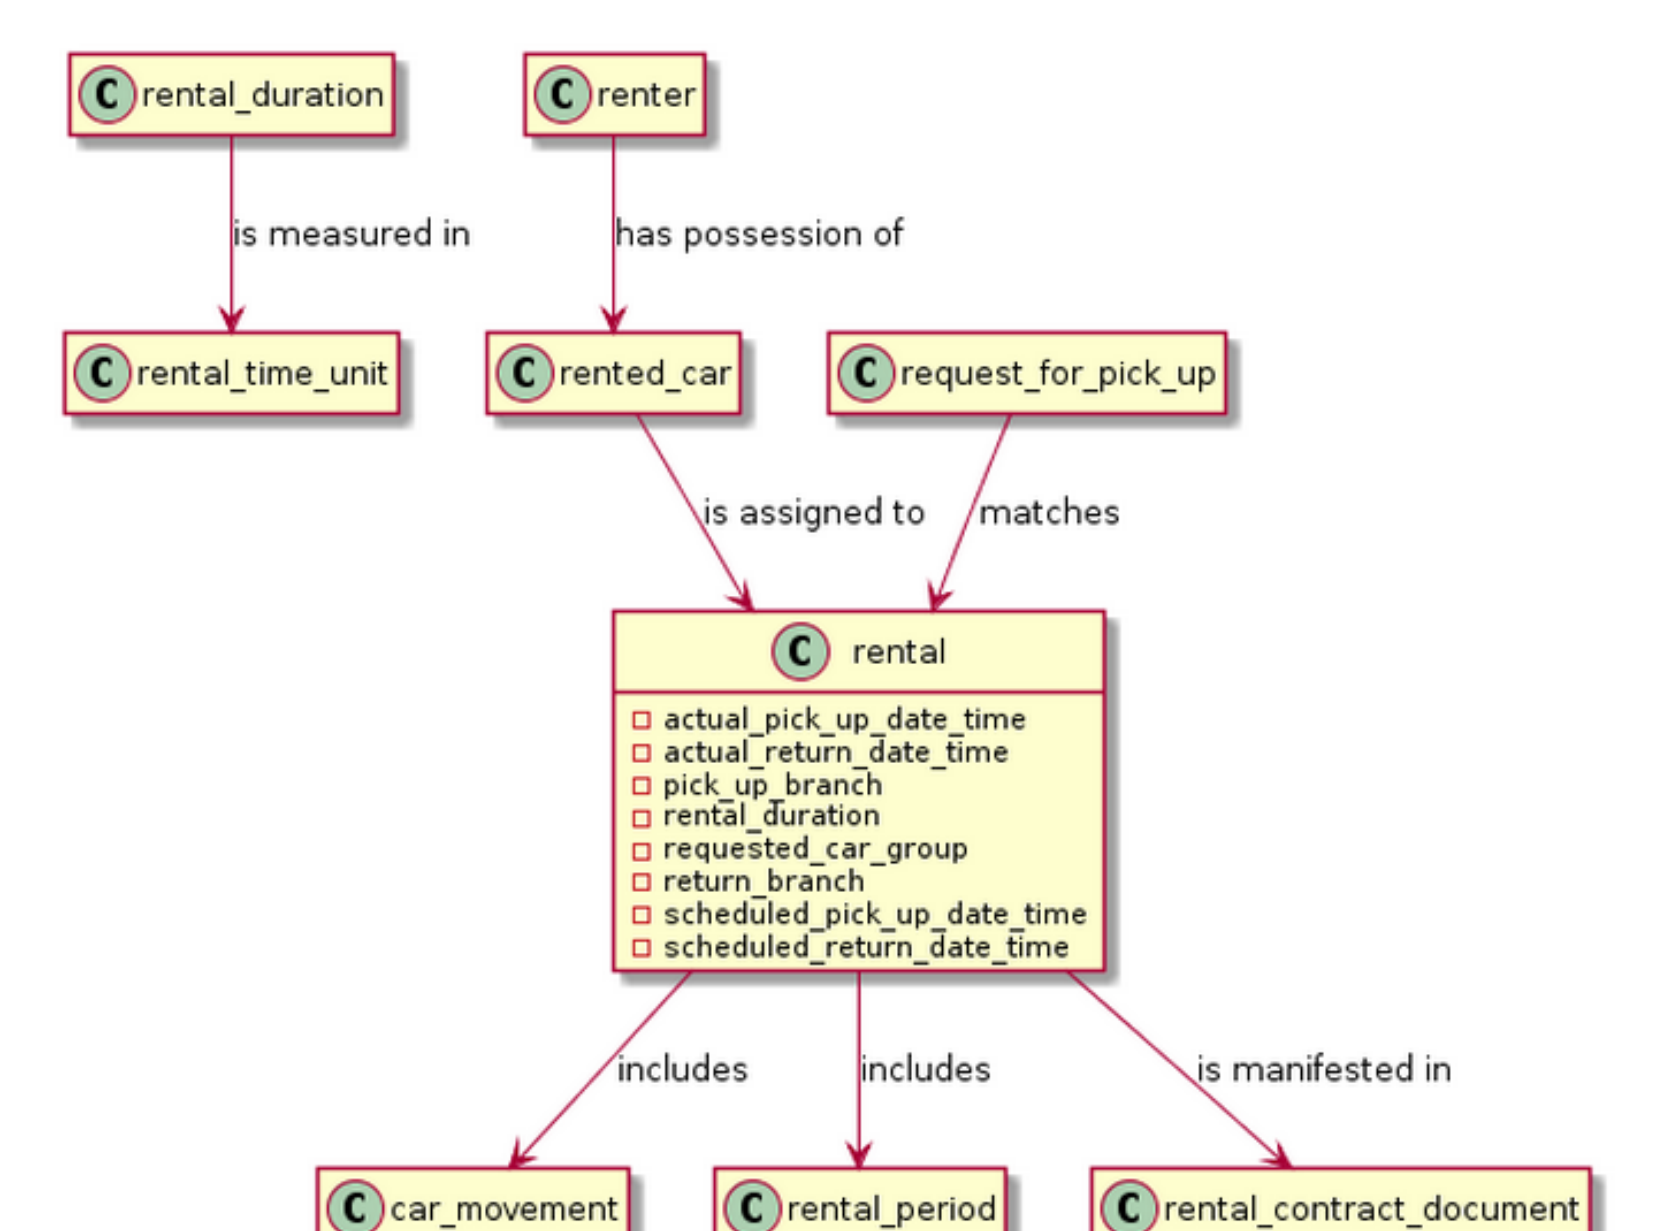 C rental_duration
C renter
is measured in
has possession of
C rental_time_unit
C rented_car
C request_for_pick_up
is assigned to
matches
C rental
actual_pick_up_date_time
actual_return_date_time
pick_up_branch
rental_duration
requested_car_group
return_branch
scheduled_pick_up_date_time
scheduled_return_date_time
includes
includes
is manifested in
C car_movement
C rental_period
C rental_contract_document